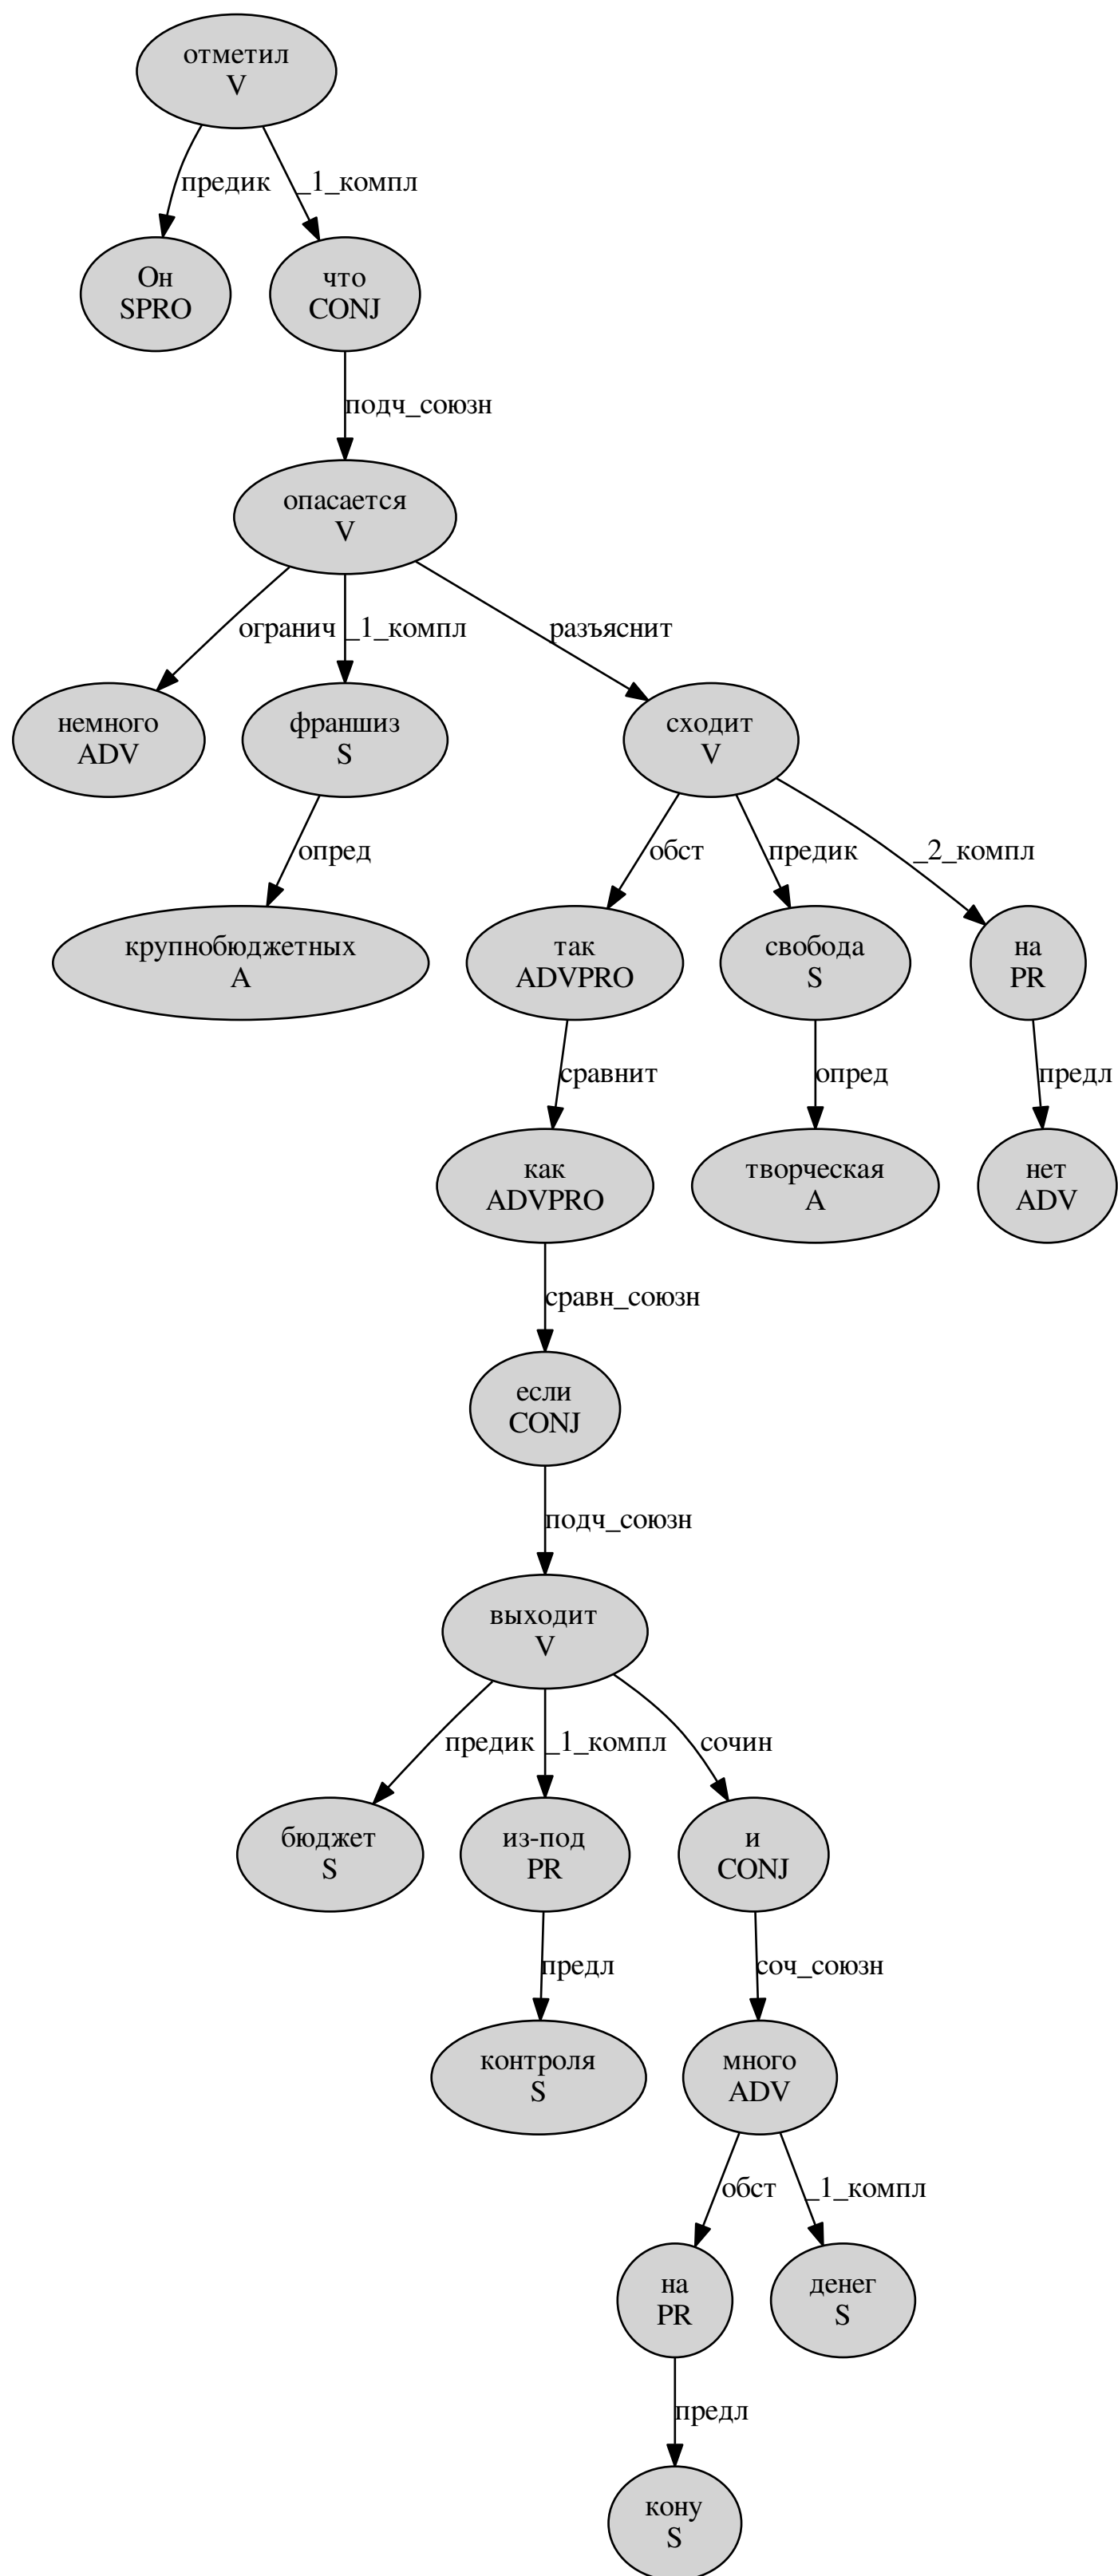 отметил
V
предик
_1_компл
Он
SPRO
что
CONJ
подч_союзн
опасается
V
огранич
_1_компл
разъяснит
немного
ADV
франшиз
S
сходит
V
опред
обст
предик
_2_компл
крупнобюджетных
A
так
ADVPRO
свобода
S
на
PR
сравнит
опред
предл
как
ADVPRO
творческая
A
нет
ADV
сравн_союзн
если
CONJ
подч_союзн
выходит
V
предик
_1_компл
сочин
бюджет
S
из-под
PR
и
CONJ
предл
соч_союзн
контроля
S
много
ADV
обст
_1_компл
на
PR
денег
S
предл
кону
S